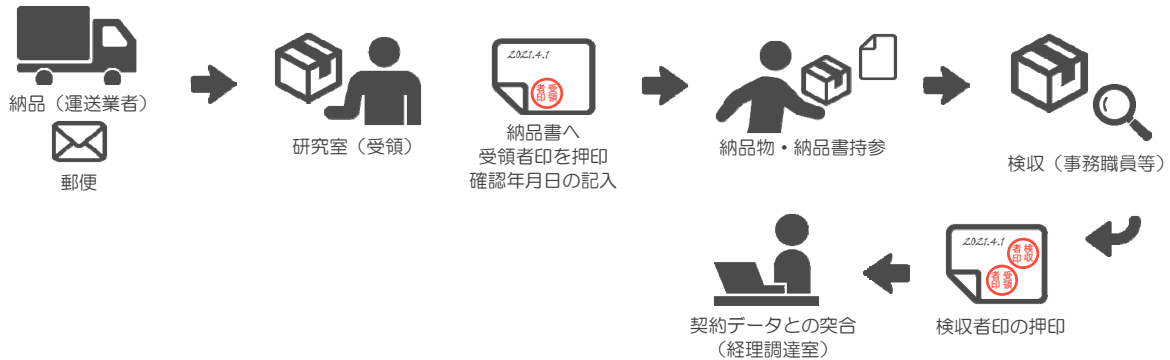 納品（運送業者）
郵便
研究室（受領）
2021.4.1
受領
者印
納品書へ
受領者印を押印
確認年月日の記入
納品物・納品書持参
検収（事務職員等）
2021.4.1
検収
者印
受領
者印
検収者印の押印
契約データとの突合
（経理調達室）